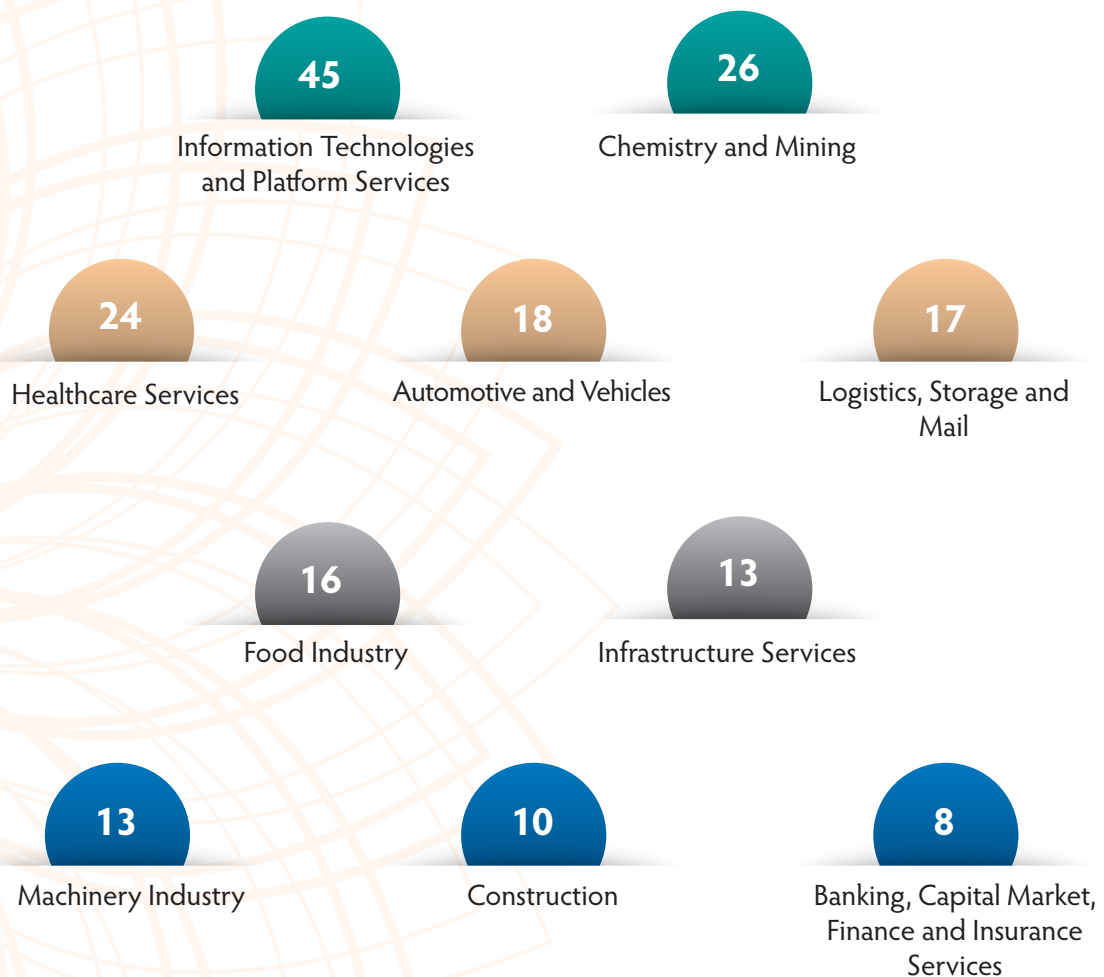 45
Information Technologies
and Platform Services
26
Chemistry and Mining
24
Healthcare Services
18
Automotive and Vehicles
17
Logistics, Storage and
Mail
16
Food Industry
13
Infrastructure Services
13
Machinery Industry
10
Construction
8
Banking, Capital Market,
Finance and Insurance
Services